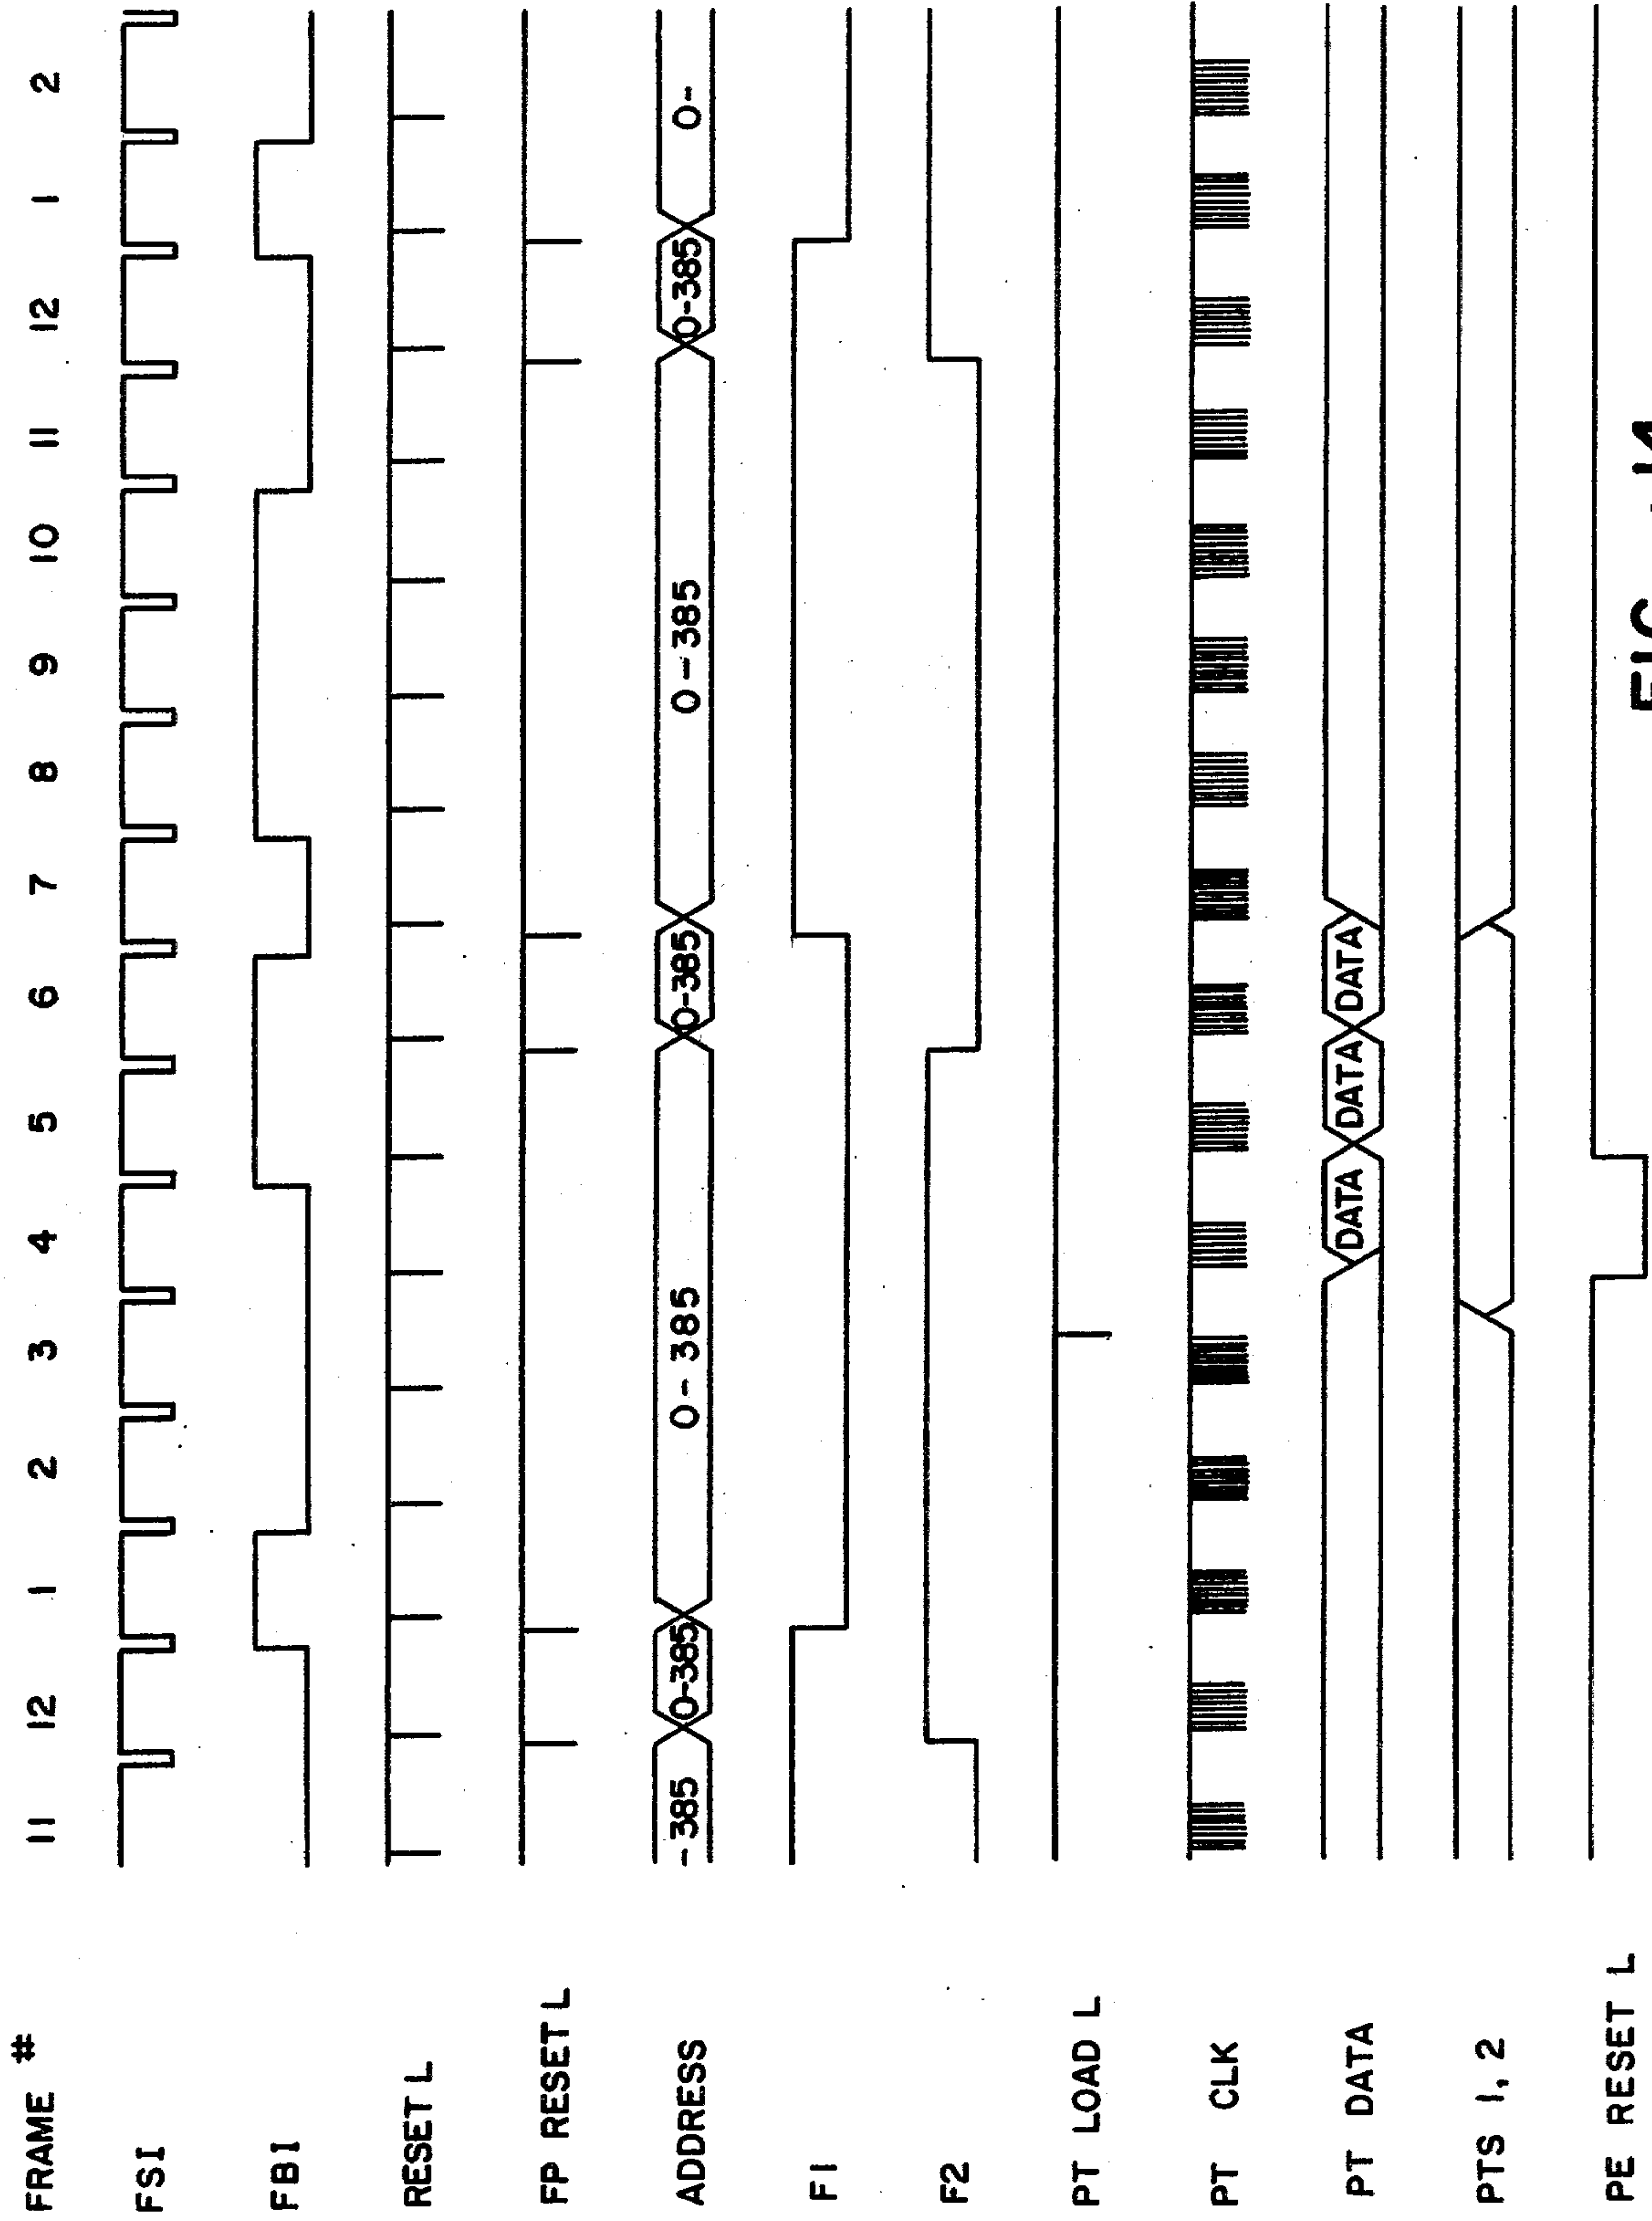 FRAME # 11 12 1 2 3 4 5 6 7 8 9 10 11 12 1 2
FSI
FBI
RESET L
FP RESET L
ADDRESS -385 0-385 0-385 0-385 0-385 0-385 0-
F1
F2
PT LOAD L
PT CLK
PT DATA DATA DATA DATA
PTS 1,2
PE RESET L
FIG.